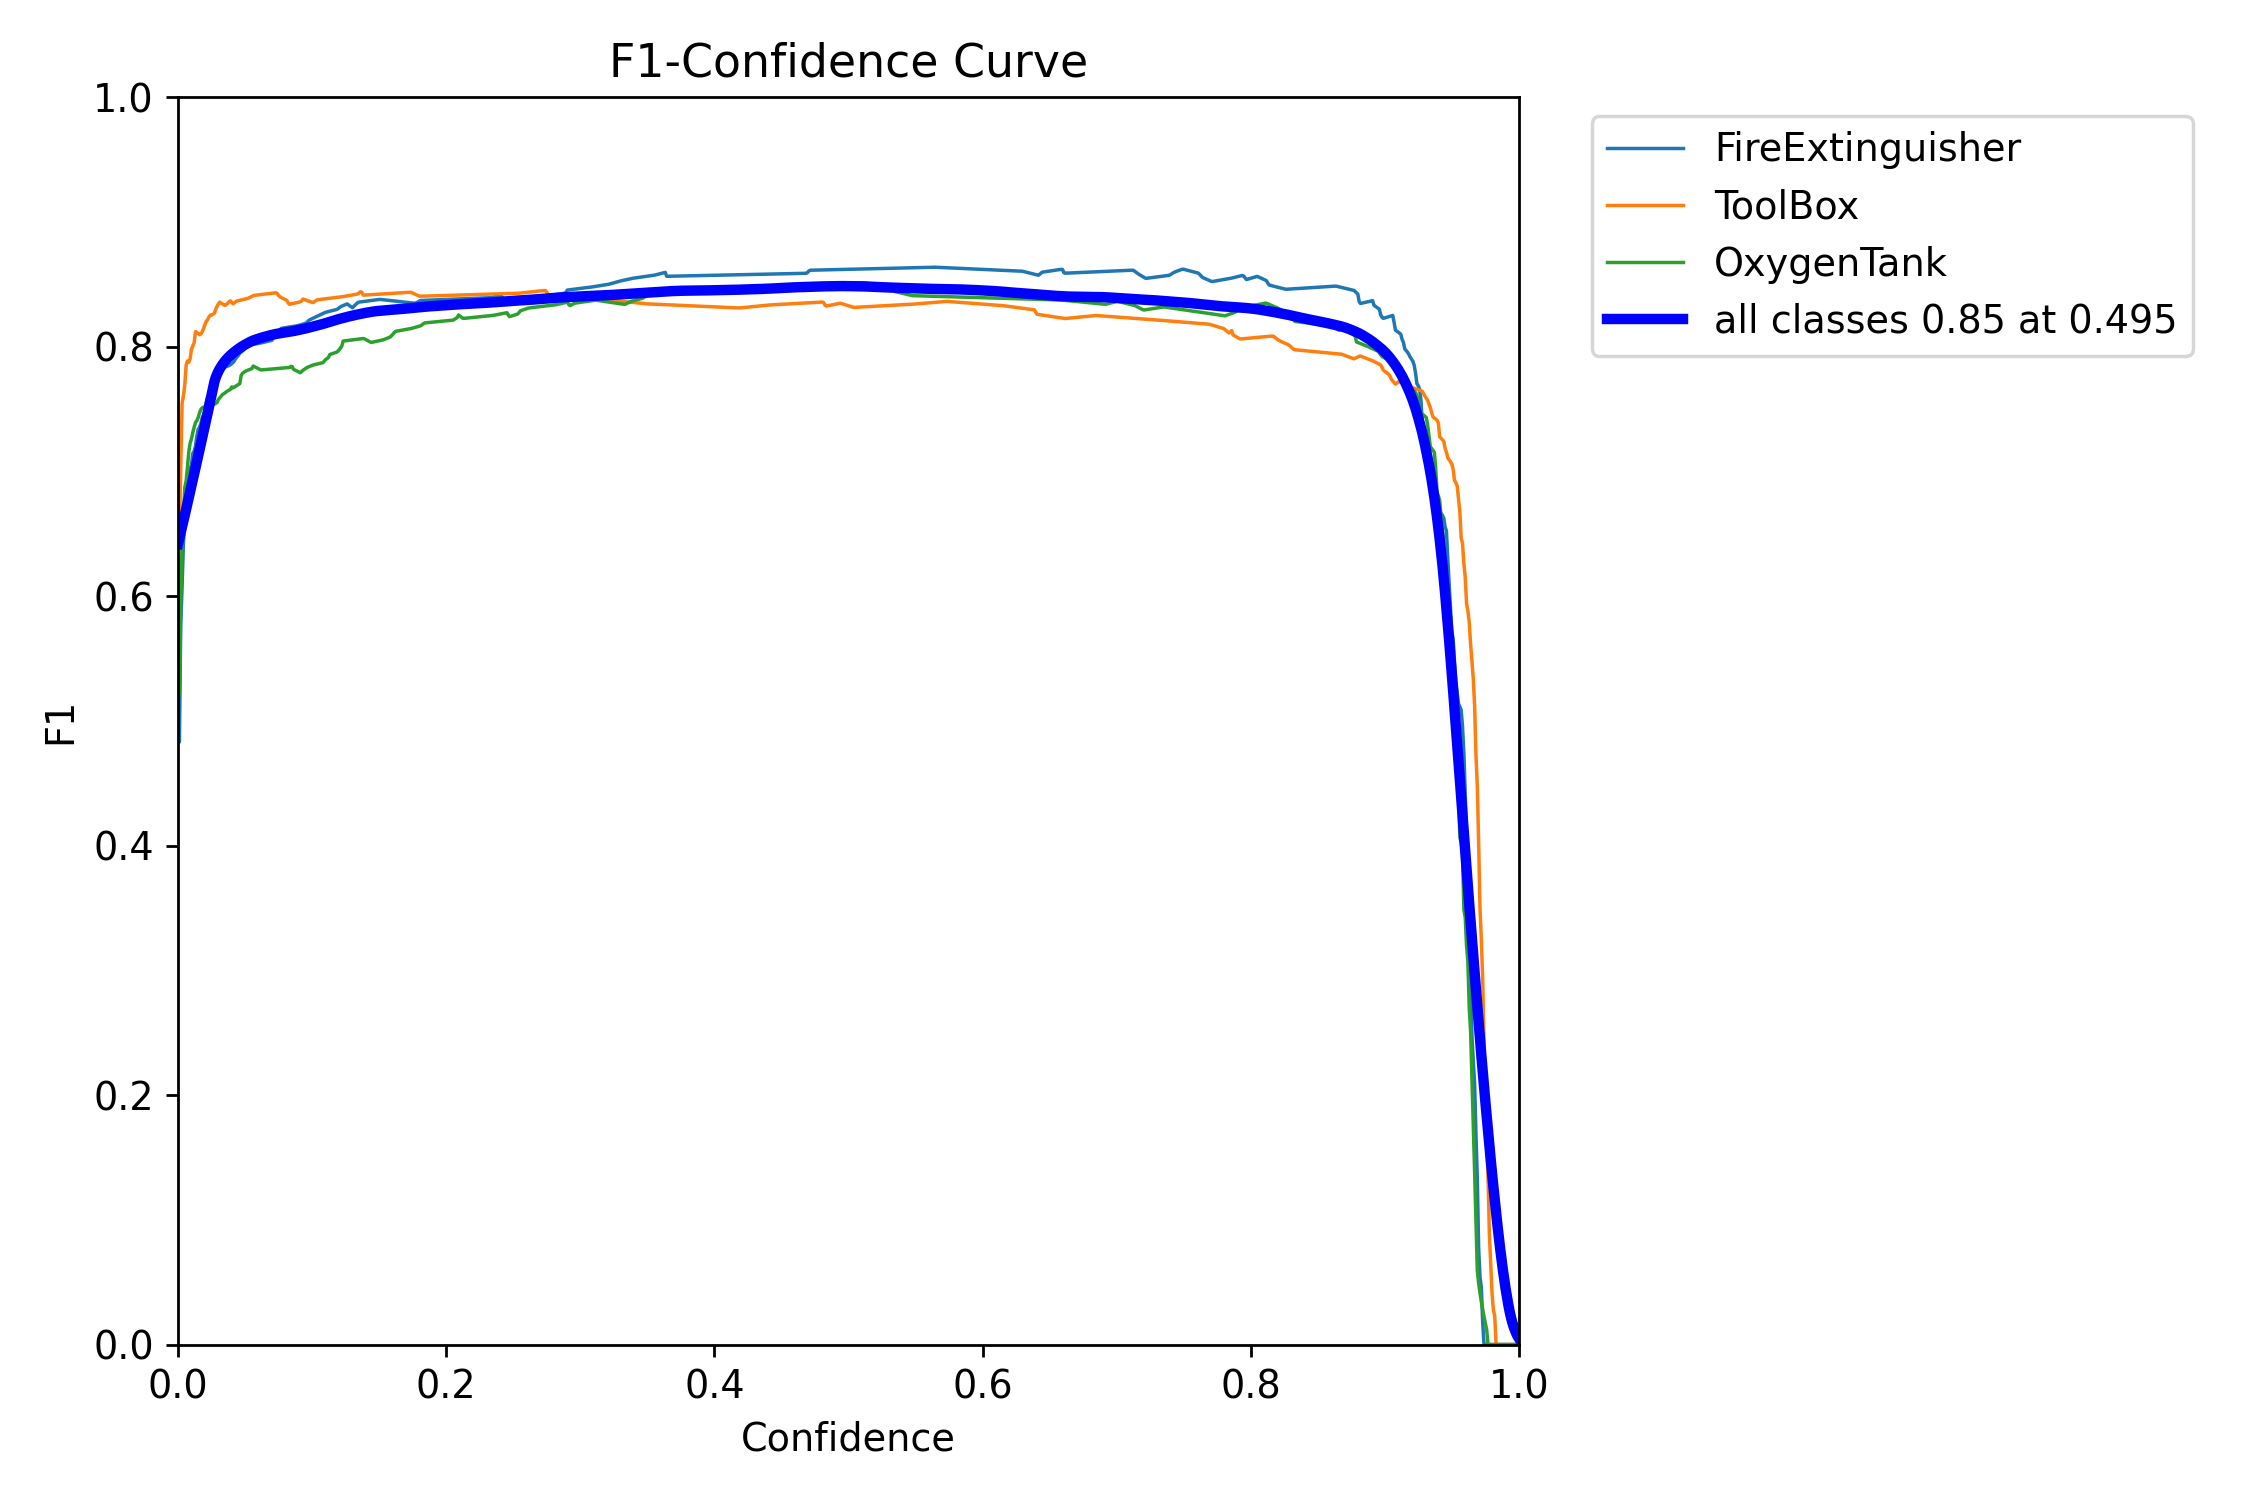 F1-Confidence Curve
1.0
0.8
0.6
0.4
0.2
0.0
F1
0.0 0.2 0.4 0.6 0.8 1.0
Confidence
FireExtinguisher
ToolBox
OxygenTank
all classes 0.85 at 0.495